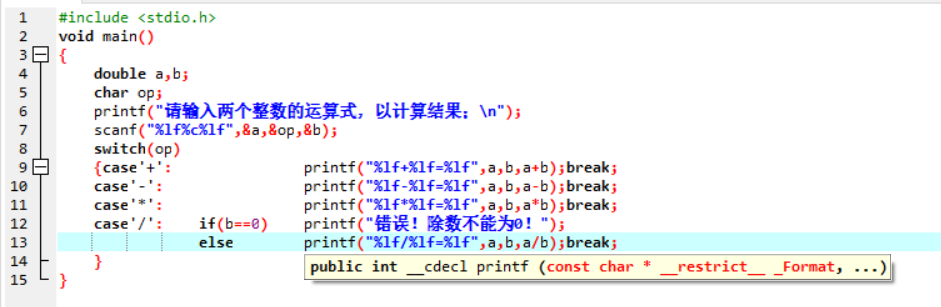 1 #include <stdio.h>
2 void main()
3 {
4 double a,b;
5 char op;
6 printf("请输入两个整数的运算式，以计算结果；\n");
7 scanf("%lf%c%lf",&a,&op,&b);
8 switch(op)
9 {case'+': printf("%lf+%lf=%lf",a,b,a+b);break;
10 case'-': printf("%lf-%lf=%lf",a,b,a-b);break;
11 case'*': printf("%lf*%lf=%lf",a,b,a*b);break;
12 case'/': if(b==0) printf("错误！除数不能为0！");
13 else printf("%lf/%lf=%lf",a,b,a/b);break;
14 }
public int __cdecl printf (const char * __restrict__ _Format, ...)
15 }